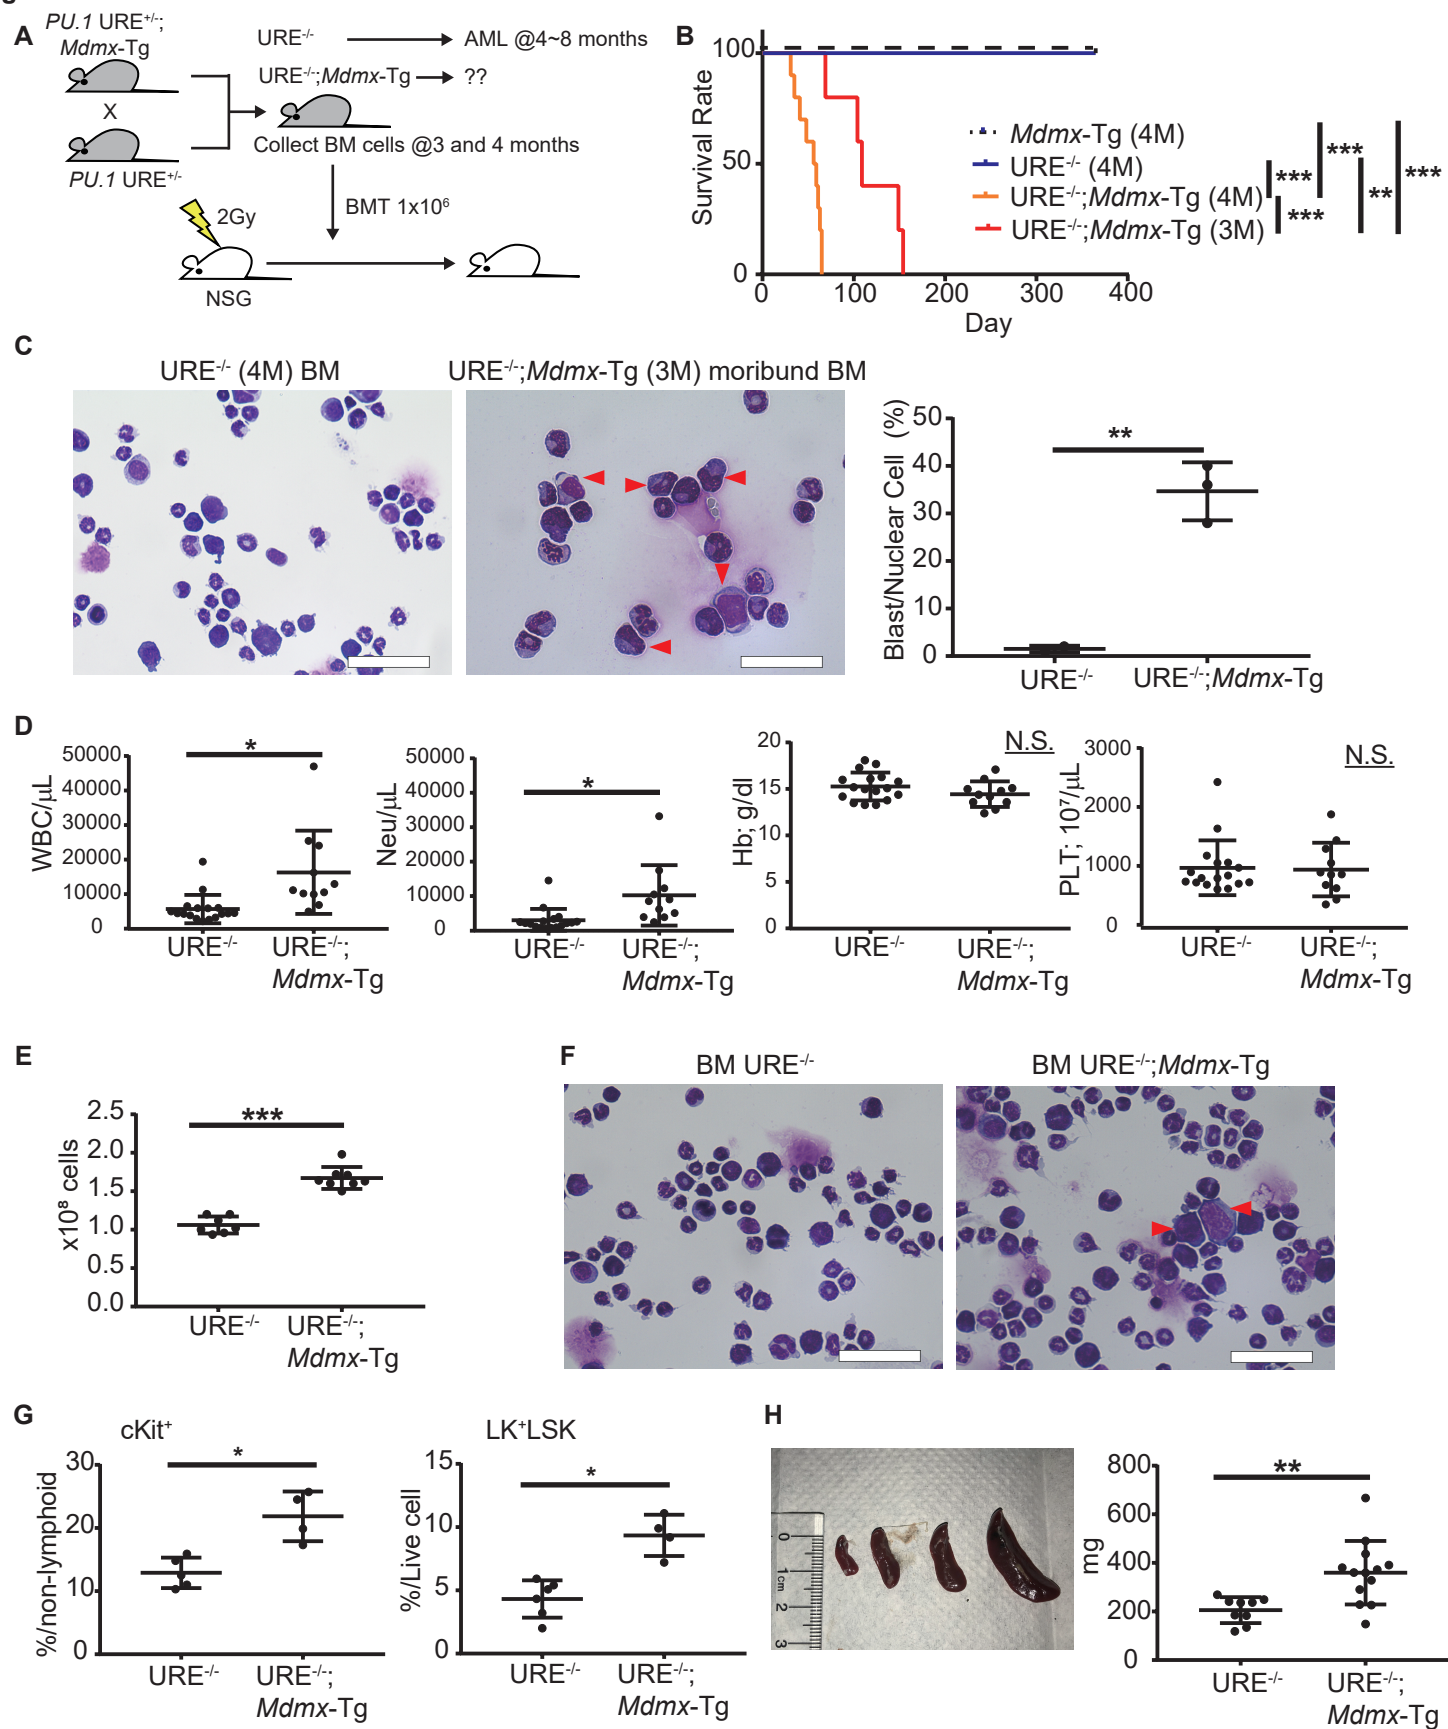 A
PU.1 URE+/-;
Mdmx-Tg
X
PU.1 URE+/-
URE-/-
AML @4~8 months
URE-/-;Mdmx-Tg
??
Collect BM cells @3 and 4 months
BMT 1x10⁶
2Gy
NSG
B
Survival Rate
100
50
0
0
100
200
300
400
Day
Mdmx-Tg (4M)
URE-/- (4M)
URE-/-;Mdmx-Tg (4M)
URE-/-;Mdmx-Tg (3M)
***
***
***
**
***
C
URE-/- (4M) BM
URE-/-;Mdmx-Tg (3M) moribund BM
Blast/Nuclear Cell (%)
50
40
30
20
10
0
**
URE-/-
URE-/-;Mdmx-Tg
D
WBC/μL
50000
40000
30000
20000
10000
0
*
URE-/-
URE-/-;
Mdmx-Tg
Neu/μL
50000
40000
30000
20000
10000
0
*
URE-/-
URE-/-;
Mdmx-Tg
Hb; g/dl
20
15
10
5
0
N.S.
URE-/-
URE-/-;
Mdmx-Tg
PLT; 10⁷/μL
3000
2000
1000
0
N.S.
URE-/-
URE-/-;
Mdmx-Tg
E
x10⁸ cells
2.5
2.0
1.5
1.0
0.5
0.0
***
URE-/-
URE-/-;
Mdmx-Tg
F
BM URE-/-
BM URE-/-;Mdmx-Tg
G
cKit+
%/non-lymphoid
30
20
10
0
*
URE-/-
URE-/-;
Mdmx-Tg
LK+LSK
%/Live cell
15
10
5
0
*
URE-/-
URE-/-;
Mdmx-Tg
H
0
1cm
2
3
mg
800
600
400
200
0
**
URE-/-
URE-/-;
Mdmx-Tg